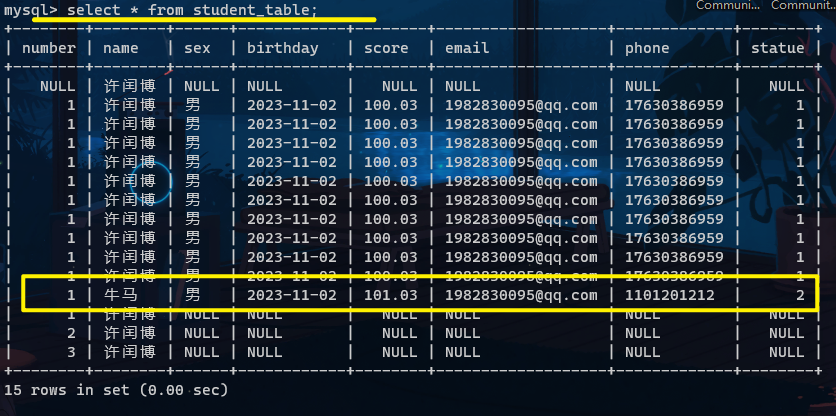 Communi... Communit...
mysql> select * from student_table;
+--------+--------+------+------------+--------+-------------------+-------------+--------+
| number | name | sex | birthday | score | email | phone | statue |
+--------+--------+------+------------+--------+-------------------+-------------+--------+
| NULL | 许闰博 | NULL | NULL | NULL | NULL | NULL | NULL |
| 1 | 许闰博 | 男 | 2023-11-02 | 100.03 | 1982830095@qq.com | 17630386959 | 1 |
| 1 | 许闰博 | 男 | 2023-11-02 | 100.03 | 1982830095@qq.com | 17630386959 | 1 |
| 1 | 许闰博 | 男 | 2023-11-02 | 100.03 | 1982830095@qq.com | 17630386959 | 1 |
| 1 | 许闰博 | 男 | 2023-11-02 | 100.03 | 1982830095@qq.com | 17630386959 | 1 |
| 1 | 许闰博 | 男 | 2023-11-02 | 100.03 | 1982830095@qq.com | 17630386959 | 1 |
| 1 | 许闰博 | 男 | 2023-11-02 | 100.03 | 1982830095@qq.com | 17630386959 | 1 |
| 1 | 许闰博 | 男 | 2023-11-02 | 100.03 | 1982830095@qq.com | 17630386959 | 1 |
| 1 | 许闰博 | 男 | 2023-11-02 | 100.03 | 1982830095@qq.com | 17630386959 | 1 |
| 1 | 许闰博 | 男 | 2023-11-02 | 100.03 | 1982830095@qq.com | 17630386959 | 1 |
| 1 | 许闰博 | 男 | 2023-11-02 | 100.03 | 1982830095@qq.com | 17630386959 | 1 |
| 1 | 牛马 | 男 | 2023-11-02 | 101.03 | 1982830095@qq.com | 1101201212 | 2 |
| 1 | 许闰博 | NULL | NULL | NULL | NULL | NULL | NULL |
| 2 | 许闰博 | NULL | NULL | NULL | NULL | NULL | NULL |
| 3 | 许闰博 | NULL | NULL | NULL | NULL | NULL | NULL |
+--------+--------+------+------------+--------+-------------------+-------------+--------+
15 rows in set (0.00 sec)